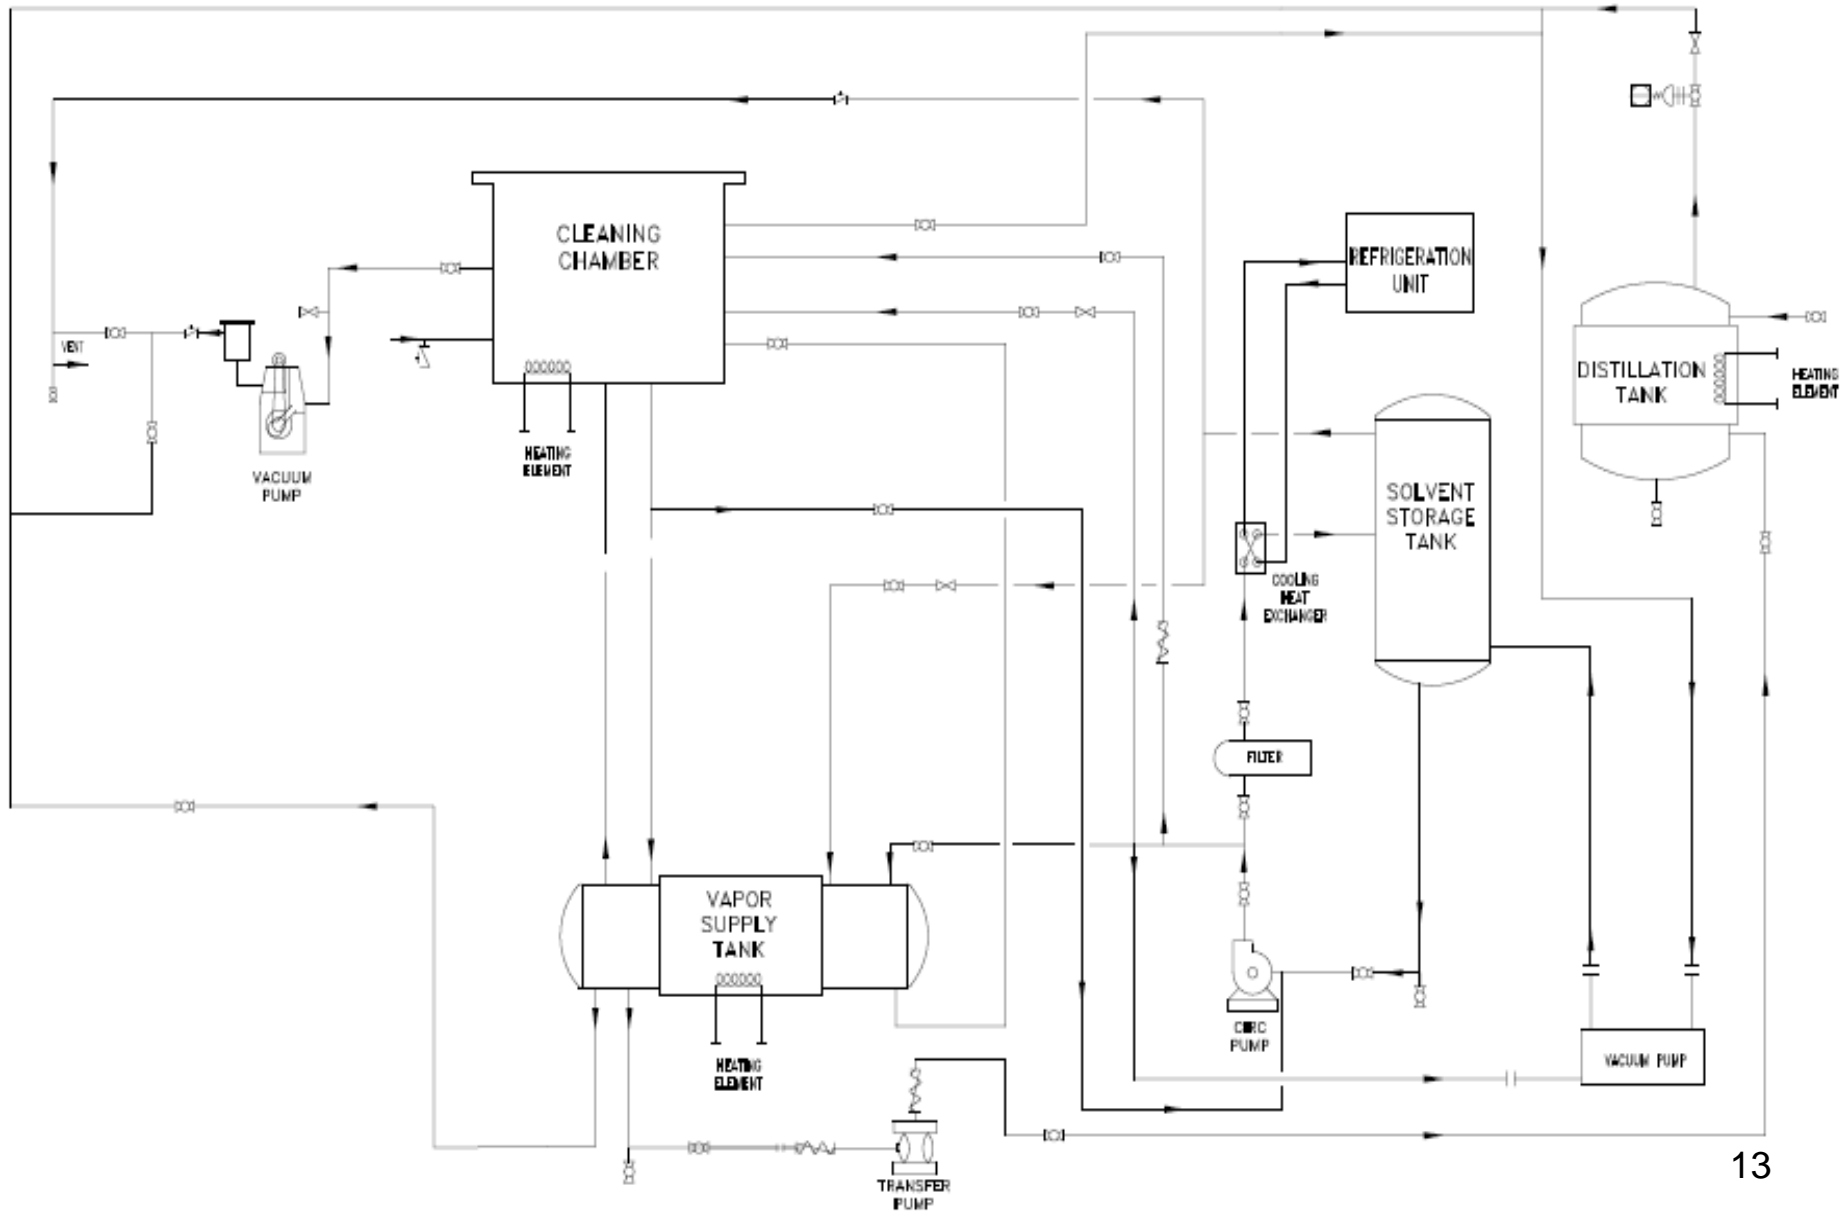 CLEANING
CHAMBER
REFRIGERATION
UNIT
VENT
DISTILLATION
TANK
HEATING
ELEMENT
HEATING
ELEMENT
VACUUM
PUMP
SOLVENT
STORAGE
TANK
COOLING
HEAT
EXCHANGER
FILTER
VAPOR
SUPPLY
TANK
CIRC
PUMP
HEATING
ELEMENT
VACUUM PUMP
TRANSFER
PUMP
13